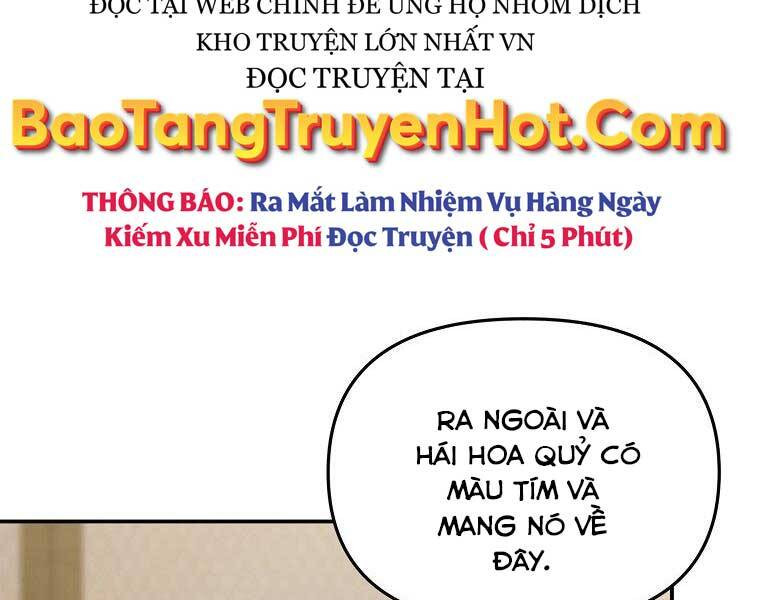 ĐỌC TẠI WEB CHÍNH ĐỂ ỦNG HỘ NHÓM DỊCH
KHO TRUYỆN LỚN NHẤT VN
ĐỌC TRUYỆN TẠI
BaoTangTruyenHot.Com
THÔNG BÁO: Ra Mắt Làm Nhiệm Vụ Hàng Ngày
Kiếm Xu Miễn Phí Đọc Truyện ( Chỉ 5 Phút)
RA NGOÀI VÀ
HÁI HOA QUỶ CÓ
MÀU TÍM VÀ
MANG NÓ VỀ
ĐÂY.